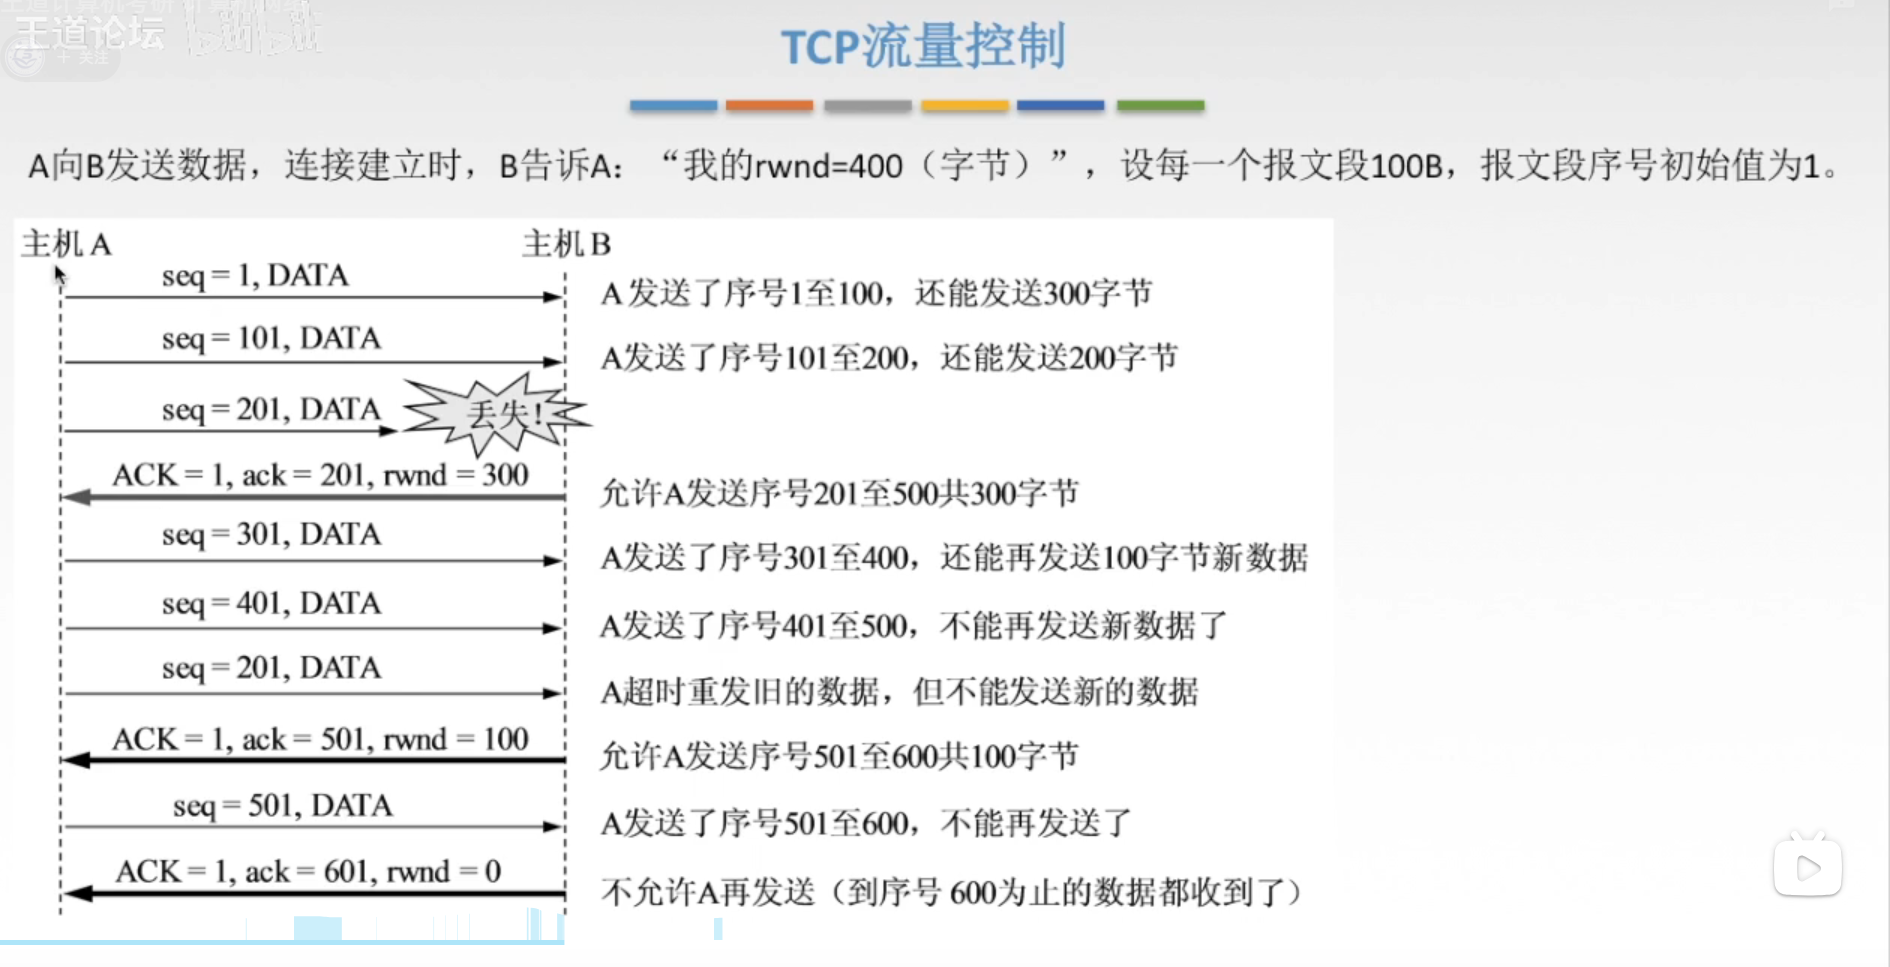 王道计算机考研 计算机网络
王道论坛 bilibili
+ 关注
TCP流量控制
A向B发送数据，连接建立时，B告诉A：“我的rwnd=400（字节）”，设每一个报文段100B，报文段序号初始值为1。
主机 A 主机 B
seq = 1, DATA A 发送了序号1至100，还能发送300字节
seq = 101, DATA A发送了序号101至200，还能发送200字节
seq = 201, DATA 丢失!
ACK = 1, ack = 201, rwnd = 300 允许A发送序号201至500共300字节
seq = 301, DATA A发送了序号301至400，还能再发送100字节新数据
seq = 401, DATA A发送了序号401至500，不能再发送新数据了
seq = 201, DATA A超时重发旧的数据，但不能发送新的数据
ACK = 1, ack = 501, rwnd = 100 允许A发送序号501至600共100字节
seq = 501, DATA A发送了序号501至600，不能再发送了
ACK = 1, ack = 601, rwnd = 0 不允许A再发送（到序号 600为止的数据都收到了）